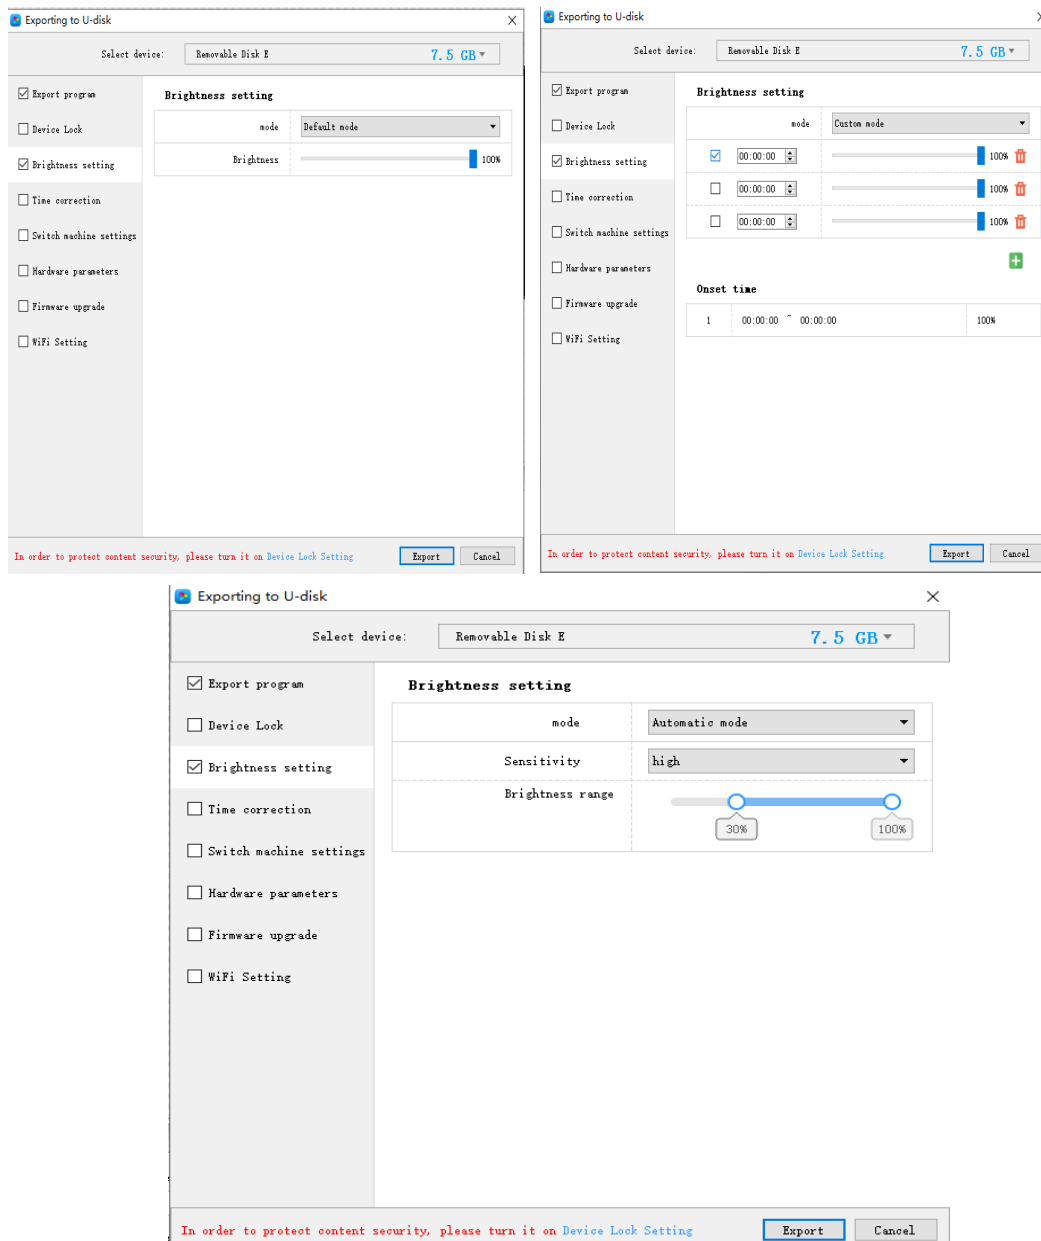 Exporting to U-disk
Select device: Removable Disk E 7.5 GB
Export program
Device Lock
Brightness setting
Time correction
Switch machine settings
Hardware parameters
Firmware upgrade
WiFi Setting
Brightness setting
mode Default mode
Brightness 100%
In order to protect content security, please turn it on Device Lock Setting
Export Cancel
Exporting to U-disk
Select device: Removable Disk E 7.5 GB
Export program
Device Lock
Brightness setting
Time correction
Switch machine settings
Hardware parameters
Firmware upgrade
WiFi Setting
Brightness setting
mode Custom mode
00:00:00 100%
00:00:00 100%
00:00:00 100%
Onset time
1 00:00:00 ~ 00:00:00 100%
In order to protect content security, please turn it on Device Lock Setting
Export Cancel
Exporting to U-disk
Select device: Removable Disk E 7.5 GB
Export program
Device Lock
Brightness setting
Time correction
Switch machine settings
Hardware parameters
Firmware upgrade
WiFi Setting
Brightness setting
mode Automatic mode
Sensitivity high
Brightness range
30% 100%
In order to protect content security, please turn it on Device Lock Setting
Export Cancel